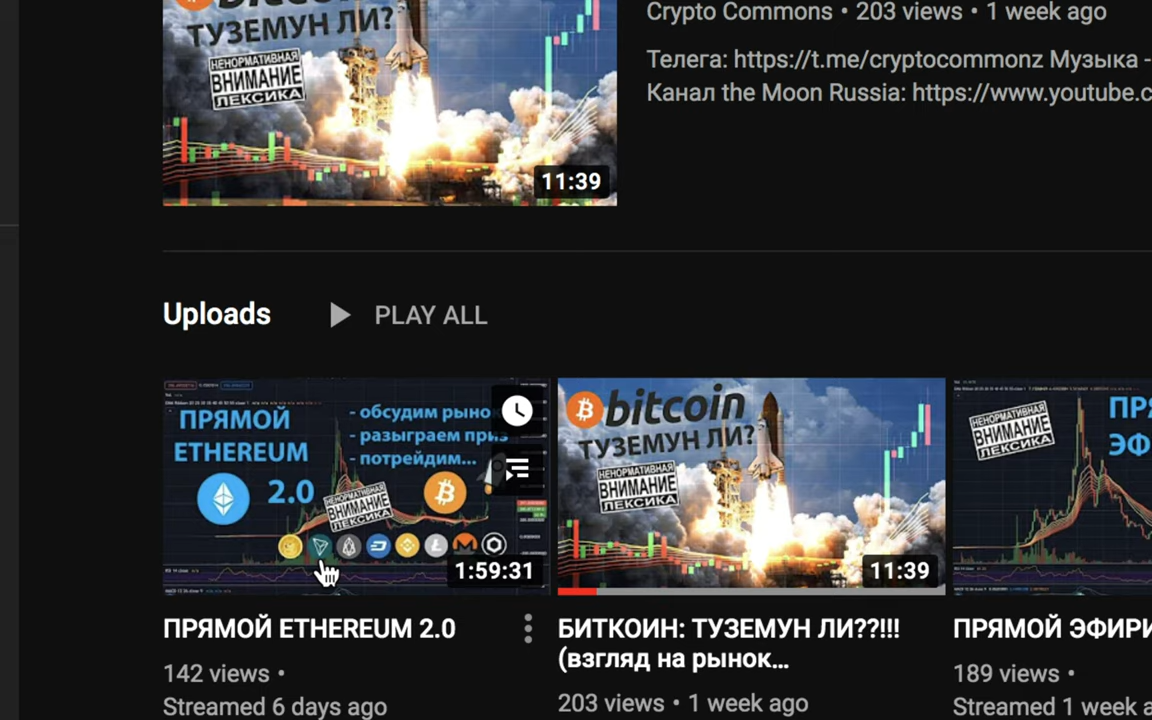 bitcoin
ТУЗЕМУН ЛИ?
НЕНОРМАТИВНАЯ
ВНИМАНИЕ
ЛЕКСИКА
11:39
Crypto Commons • 203 views • 1 week ago
Телега: https://t.me/cryptocommonz Музыка -
Канал the Moon Russia: https://www.youtube.c
Uploads
PLAY ALL
ПРЯМОЙ
ETHEREUM
2.0
- обсудим рыно
- разыграем приз
- потрейдим...
НЕНОРМАТИВНАЯ
ВНИМАНИЕ
ЛЕКСИКА
1:59:31
ПРЯМОЙ ETHEREUM 2.0
142 views •
Streamed 6 days ago
bitcoin
ТУЗЕМУН ЛИ?
НЕНОРМАТИВНАЯ
ВНИМАНИЕ
ЛЕКСИКА
11:39
БИТКОИН: ТУЗЕМУН ЛИ??!!!
(взгляд на рынок...
203 views • 1 week ago
НЕНОРМАТИВНАЯ
ВНИМАНИЕ
ЛЕКСИКА
ПРЯ
ЭФ
ПРЯМОЙ ЭФИРИ
189 views •
Streamed 1 week a